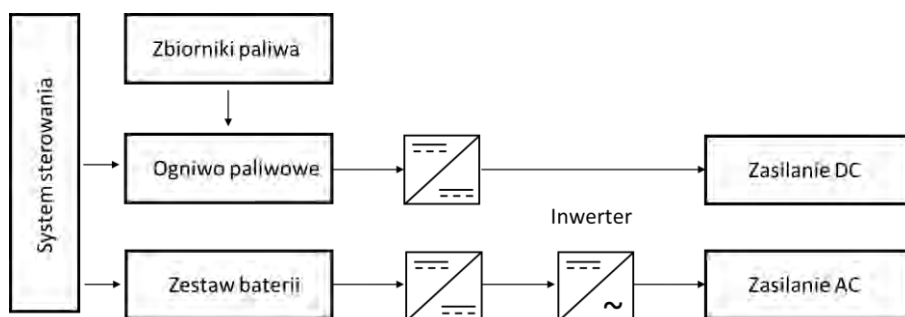 System sterowania
Zbiorniki paliwa
Ogniwo paliwowe
Zasilanie DC
Inwerter
Zestaw baterii
~
Zasilanie AC